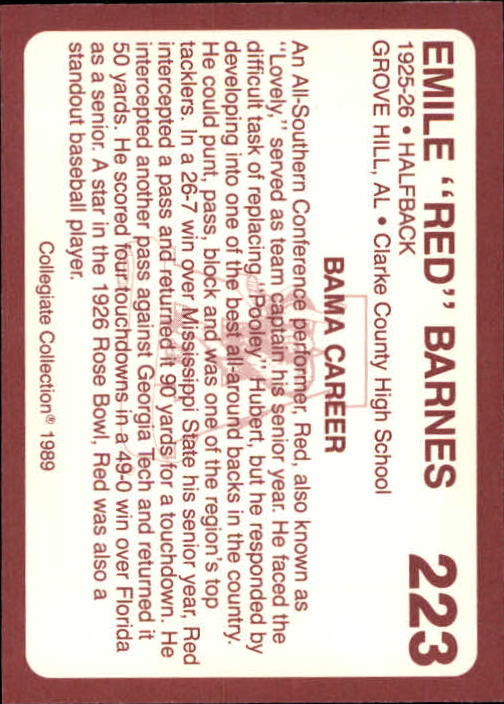 EMILE "RED" BARNES 223
1925-26 • HALFBACK
GROVE HILL, AL • Clarke County High School
BAMA CAREER
An All-Southern Conference performer, Red, also known as
"Lovely," served as team captain his senior year. He faced the
difficult task of replacing "Pooley" Hubert, but he responded by
developing into one of the best all-around backs in the country.
He could punt, pass, block and was one of the region's top
tacklers. In a 26-7 win over Mississippi State his senior year, Red
intercepted a pass and returned it 90 yards for a touchdown. He
intercepted another pass against Georgia Tech and returned it
50 yards. He scored four touchdowns in a 49-0 win over Florida
as a senior. A star in the 1926 Rose Bowl, Red was also a
standout baseball player.
Collegiate Collection® 1989